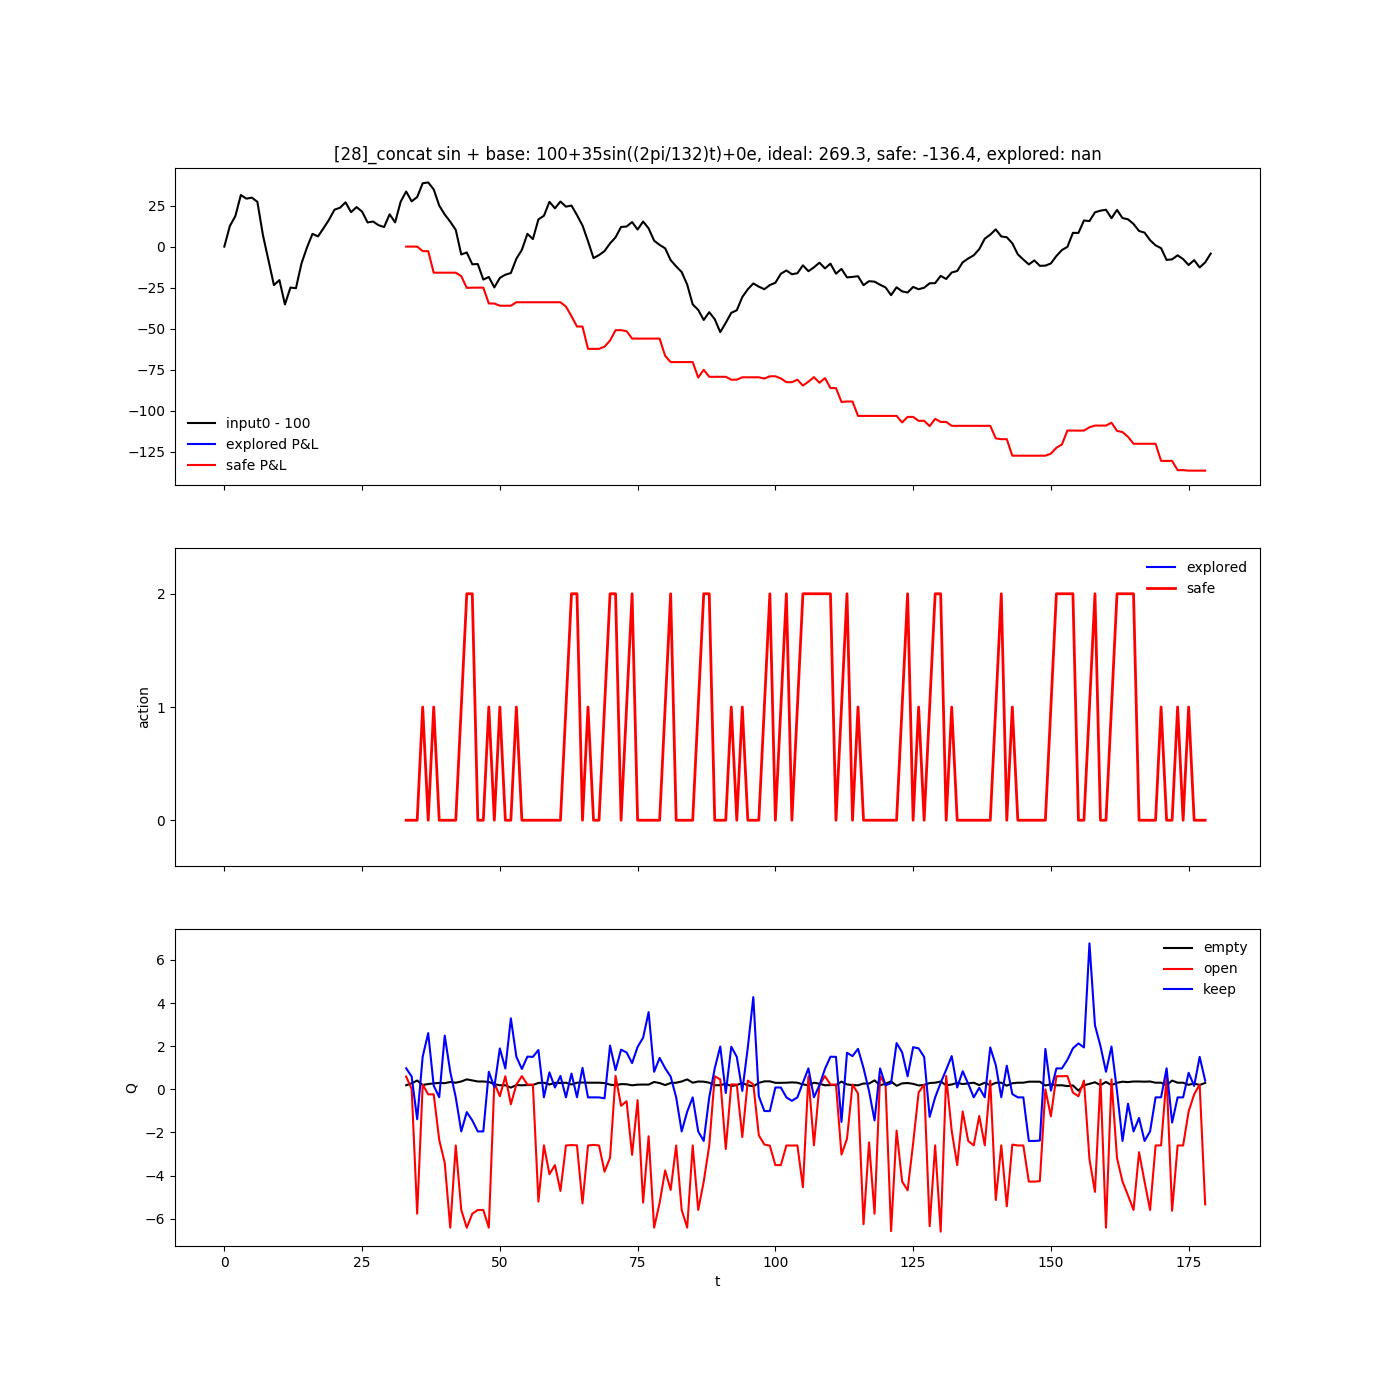 [28]_concat sin + base: 100+35sin((2pi/132)t)+0e, ideal: 269.3, safe: -136.4, explored: nan
25
0
−25
−50
−75
−100
−125
input0 - 100
explored P&L
safe P&L
2
1
0
action
explored
safe
6
4
2
0
−2
−4
−6
Q
empty
open
keep
0
25
50
75
100
125
150
175
t